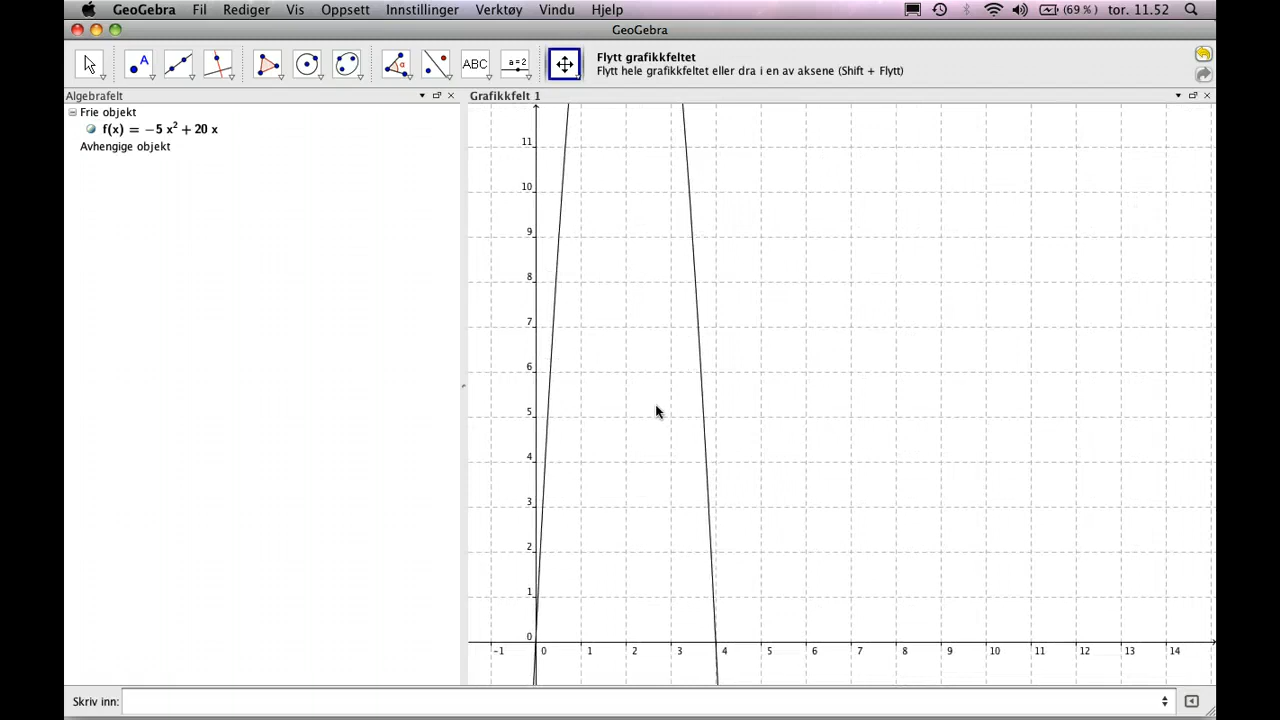 GeoGebra Fil Rediger Vis Oppsett Innstillinger Verktøy Vindu Hjelp (69 %) tor. 11.52
GeoGebra
A ABC a=2 α
Flytt grafikkfeltet
Flytt hele grafikkfeltet eller dra i en av aksene (Shift + Flytt)
Algebrafelt
Grafikkfelt 1
Frie objekt
f(x) = −5 x² + 20 x
Avhengige objekt
11
10
9
8
7
6
5
4
3
2
1
0
-1 0 1 2 3 4 5 6 7 8 9 10 11 12 13 14
Skriv inn: